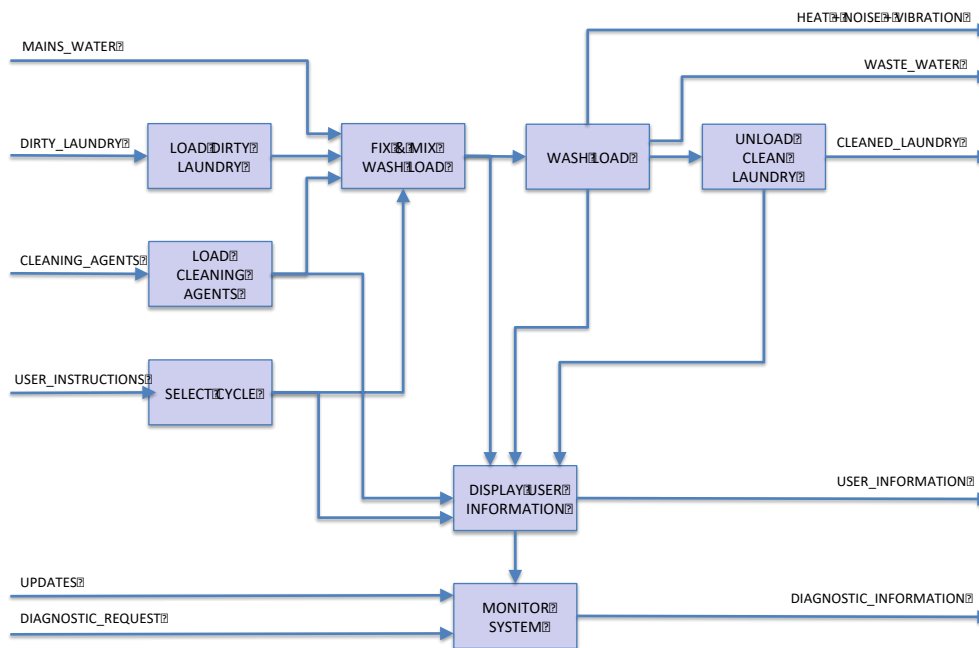 HEAT + NOISE + VIBRATION
MAINS_WATER
WASTE_WATER
DIRTY_LAUNDRY
LOAD DIRTY
LAUNDRY
FIX & MIX
WASH LOAD
WASH LOAD
UNLOAD
CLEAN
LAUNDRY
CLEANED_LAUNDRY
CLEANING_AGENTS
LOAD
CLEANING
AGENTS
USER_INSTRUCTIONS
SELECT CYCLE
DISPLAY USER
INFORMATION
USER_INFORMATION
UPDATES
DIAGNOSTIC_REQUEST
MONITOR
SYSTEM
DIAGNOSTIC_INFORMATION